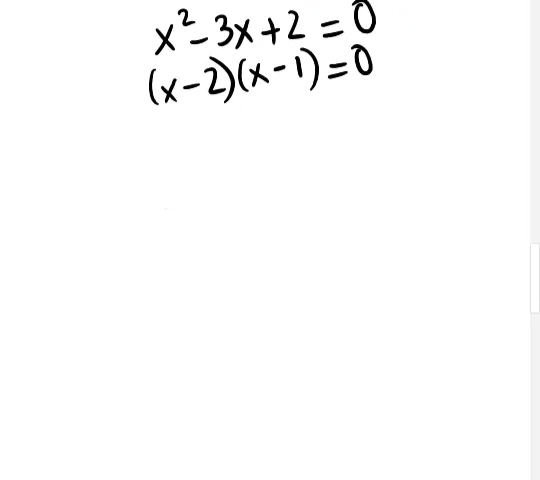 x² - 3x + 2 = 0
(x - 2)(x - 1) = 0